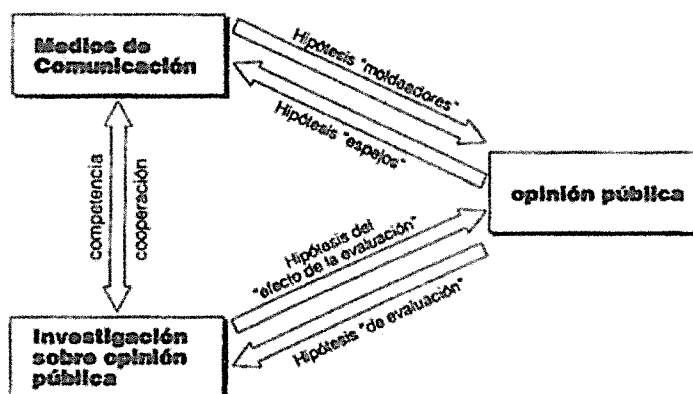 Medios de
Comunicación
Hipótesis "moldeadores"
Hipótesis "espejos"
competencia
cooperación
opinión pública
Hipótesis del
"efecto de la evaluación"
Hipótesis "de evaluación"
Investigación
sobre opinión
pública